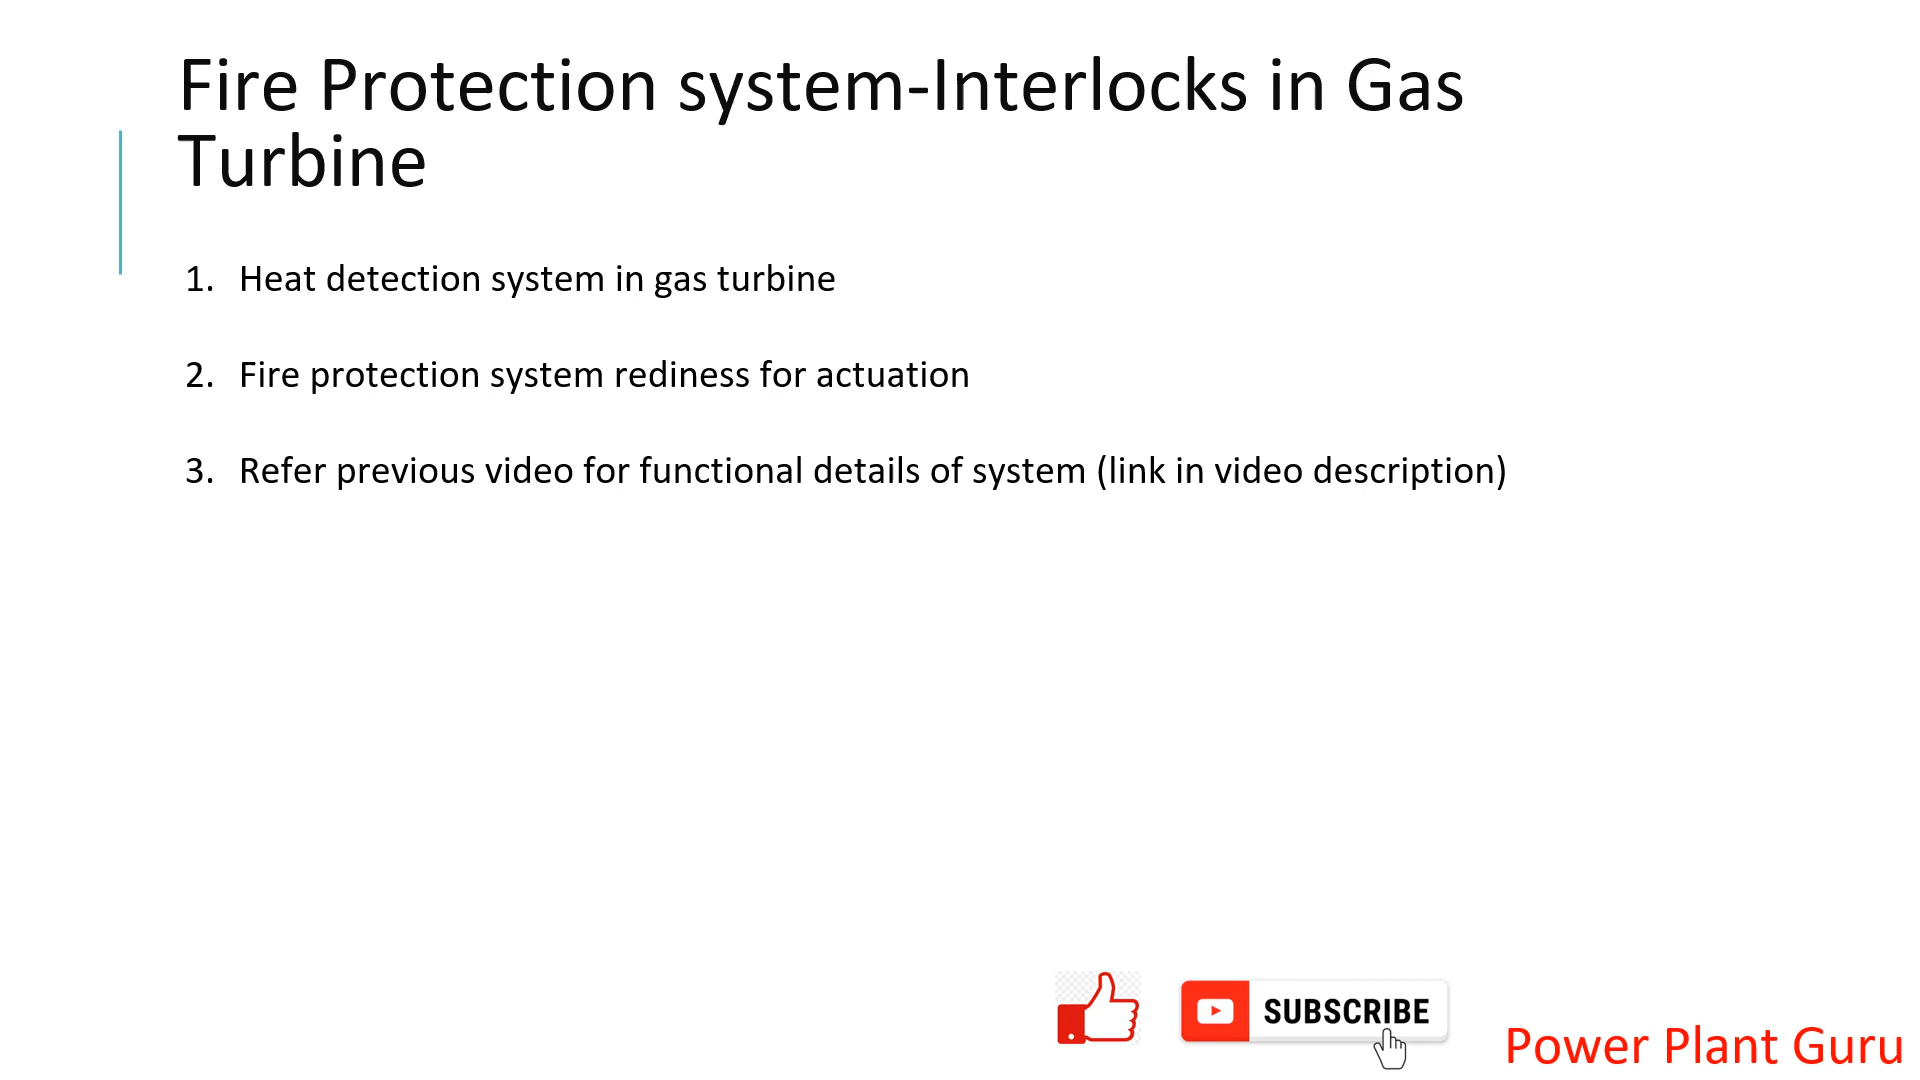 Fire Protection system-Interlocks in Gas
Turbine
1. Heat detection system in gas turbine
2. Fire protection system rediness for actuation
3. Refer previous video for functional details of system (link in video description)
SUBSCRIBE
Power Plant Guru